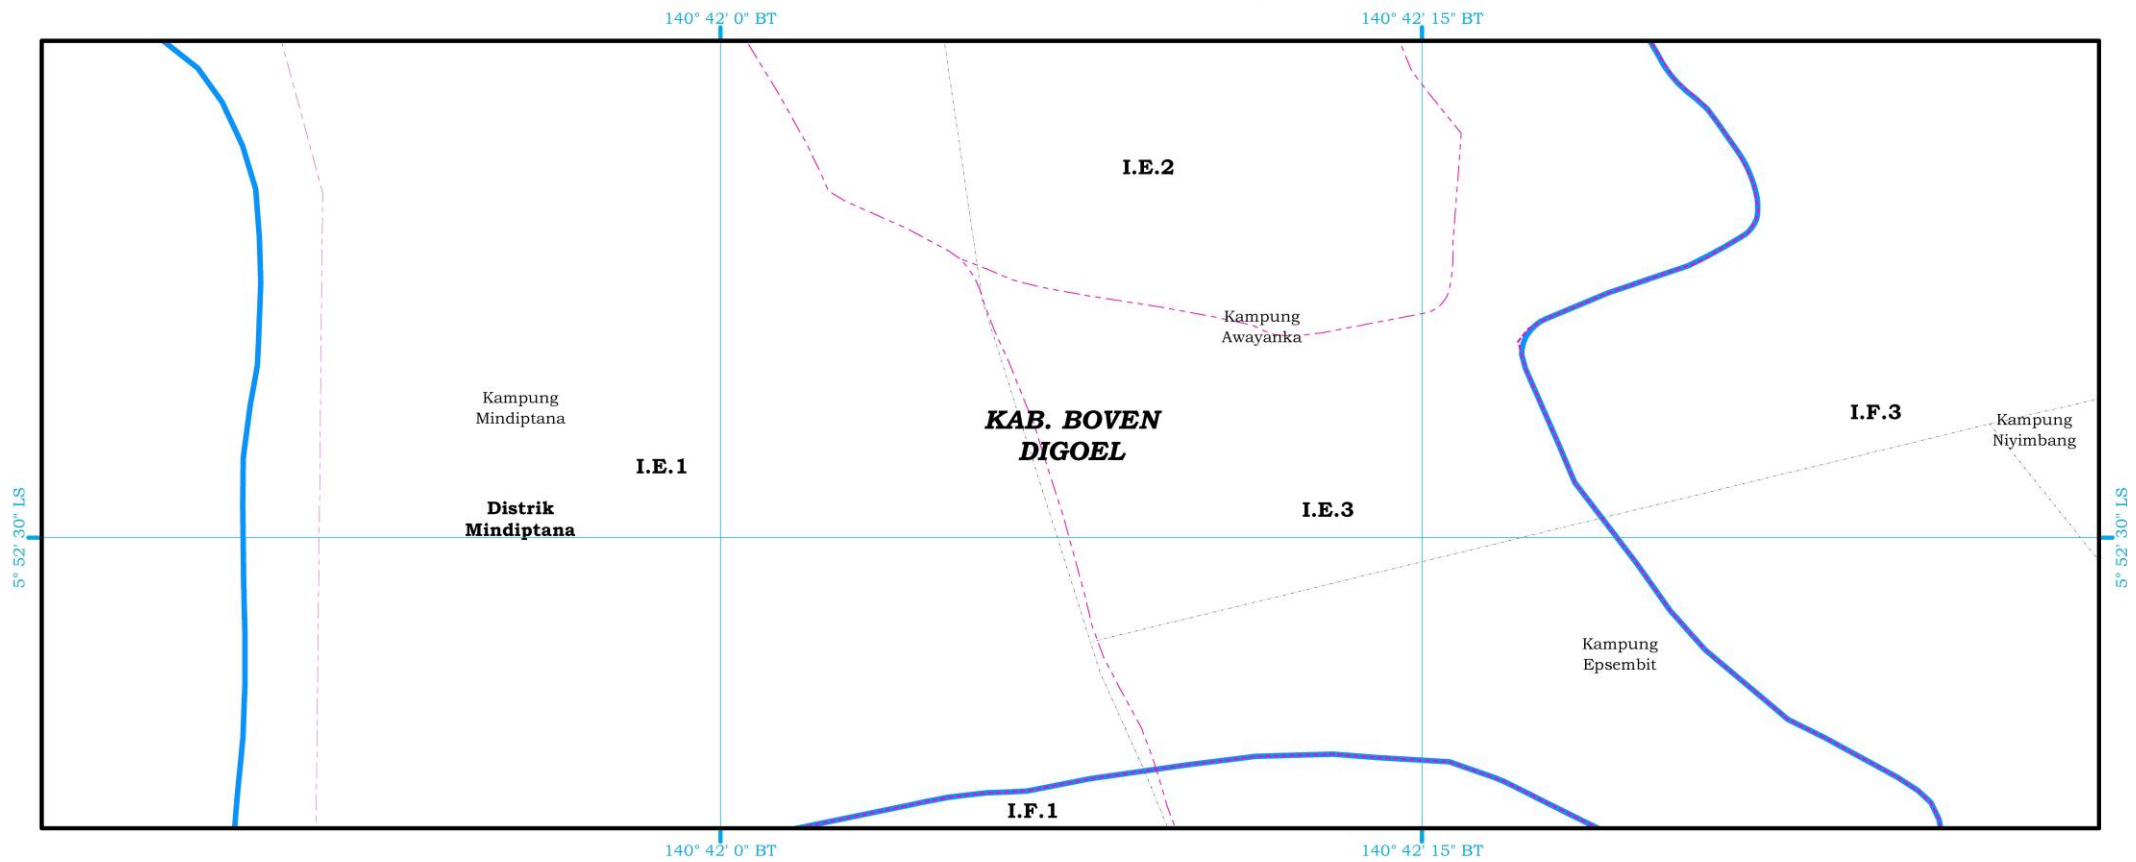 140° 42' 0" BT
140° 42' 15" BT
I.E.2
Kampung
Awayanka
Kampung
Mindiptana
KAB. BOVEN
DIGOEL
I.F.3
Kampung
Niyimbang
I.E.1
Distrik
Mindiptana
I.E.3
5° 52' 30" LS
5° 52' 30" LS
Kampung
Epsembit
I.F.1
140° 42' 0" BT
140° 42' 15" BT